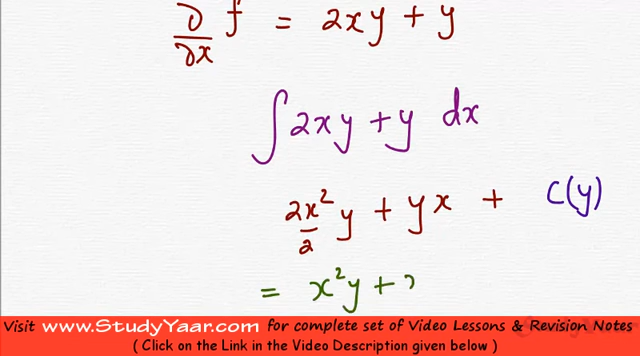 ∂/∂x f = 2xy + y
∫ 2xy + y dx
2x²/2 y + yx + C(y)
= x²y +
Visit www.StudyYaar.com for complete set of Video Lessons & Revision Notes
( Click on the Link in the Video Description given below )